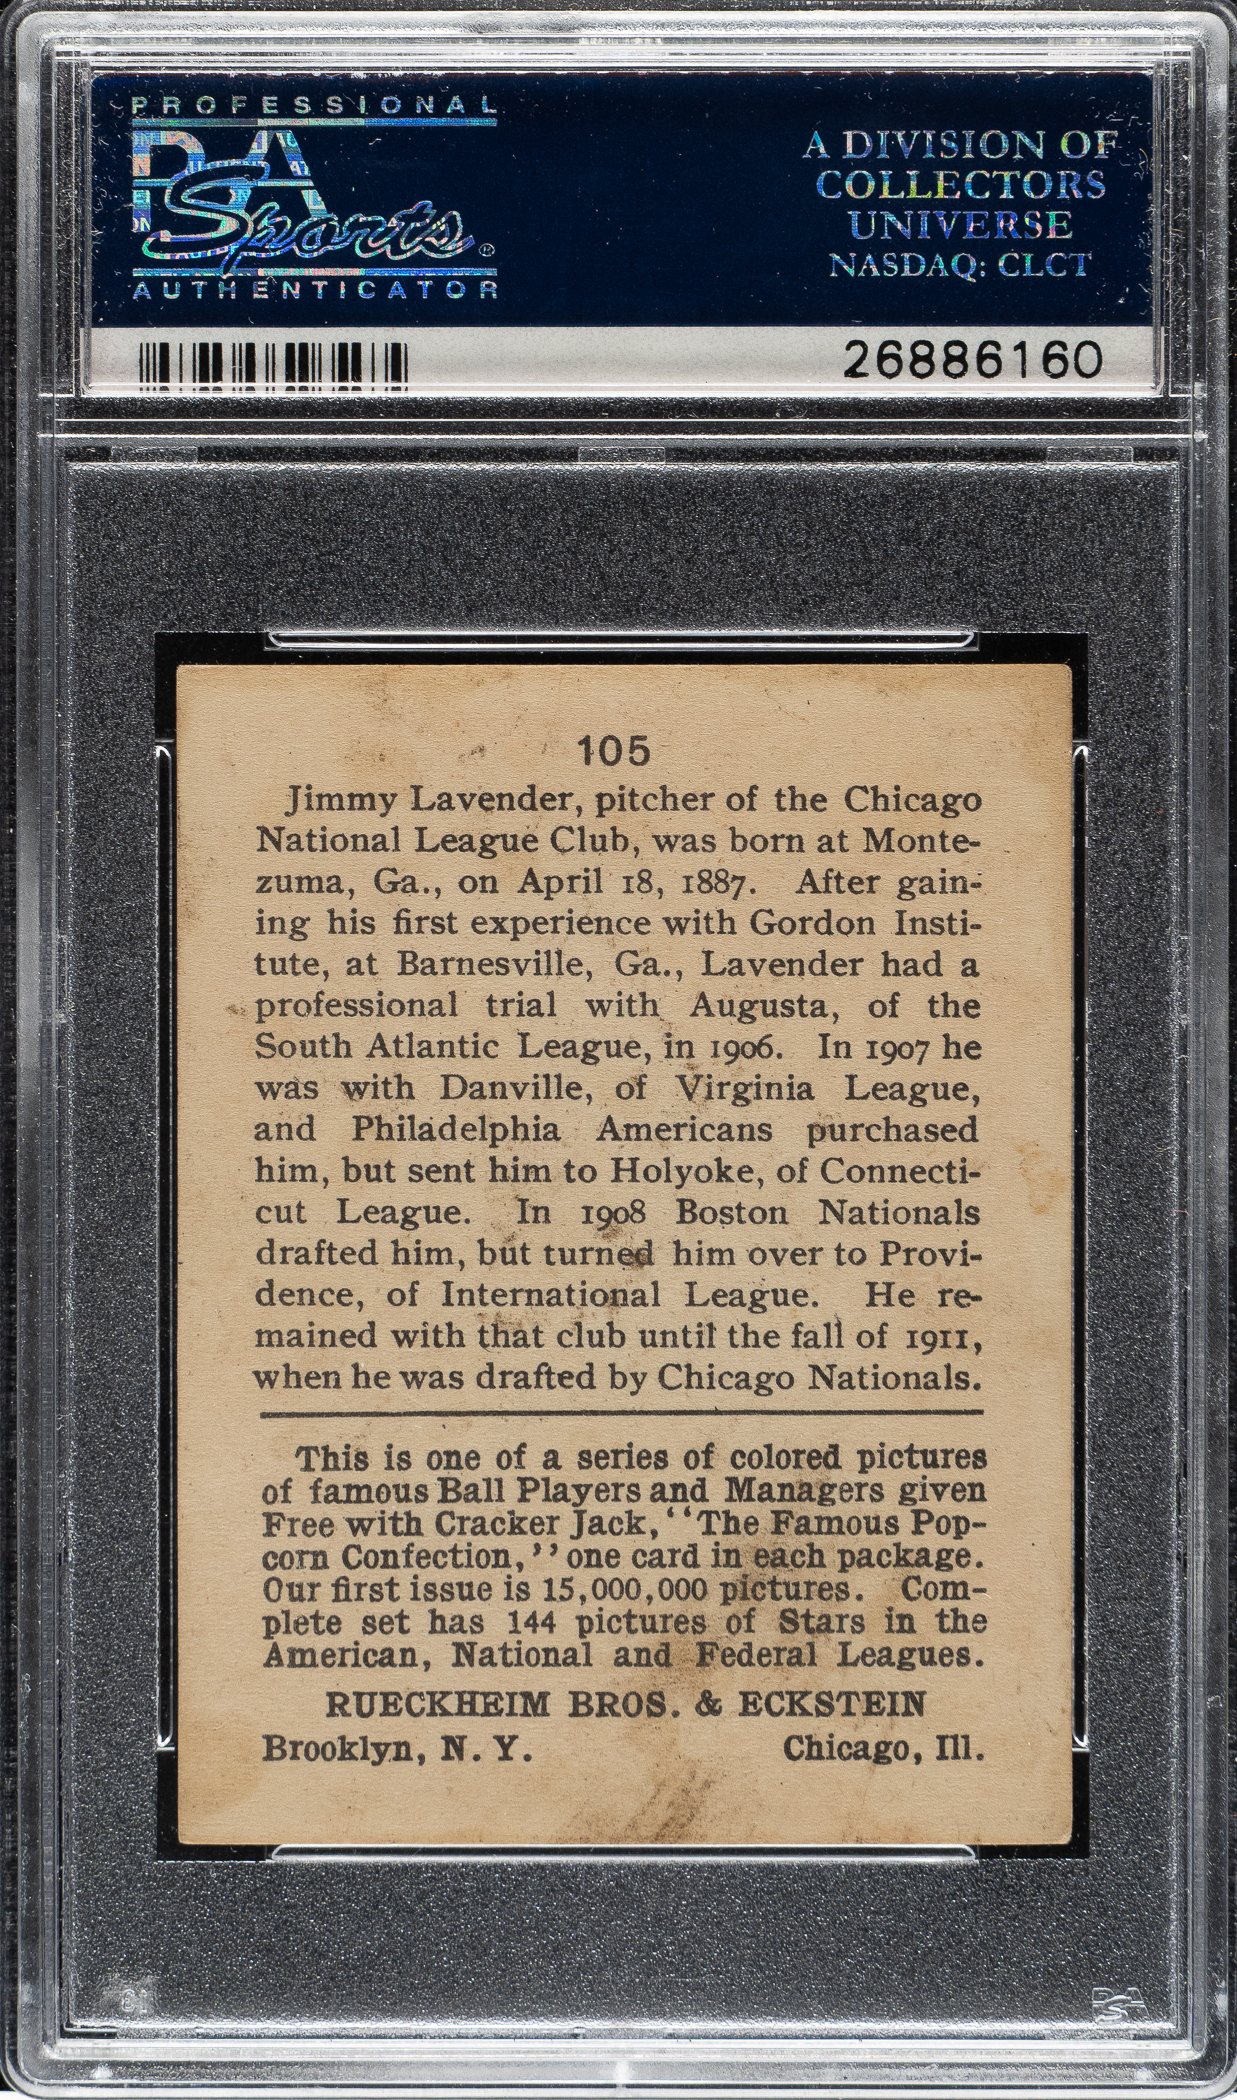 PROFESSIONAL
PSA
Sports®
AUTHENTICATOR
A DIVISION OF
COLLECTORS
UNIVERSE
NASDAQ: CLCT
26886160
105
Jimmy Lavender, pitcher of the Chicago
National League Club, was born at Monte-
zuma, Ga., on April 18, 1887. After gain-
ing his first experience with Gordon Insti-
tute, at Barnesville, Ga., Lavender had a
professional trial with Augusta, of the
South Atlantic League, in 1906. In 1907 he
was with Danville, of Virginia League,
and Philadelphia Americans purchased
him, but sent him to Holyoke, of Connecti-
cut League. In 1908 Boston Nationals
drafted him, but turned him over to Provi-
dence, of International League. He re-
mained with that club until the fall of 1911,
when he was drafted by Chicago Nationals.
This is one of a series of colored pictures
of famous Ball Players and Managers given
Free with Cracker Jack, "The Famous Pop-
corn Confection," one card in each package.
Our first issue is 15,000,000 pictures. Com-
plete set has 144 pictures of Stars in the
American, National and Federal Leagues.
RUECKHEIM BROS. & ECKSTEIN
Brooklyn, N. Y. Chicago, Ill.
PSA